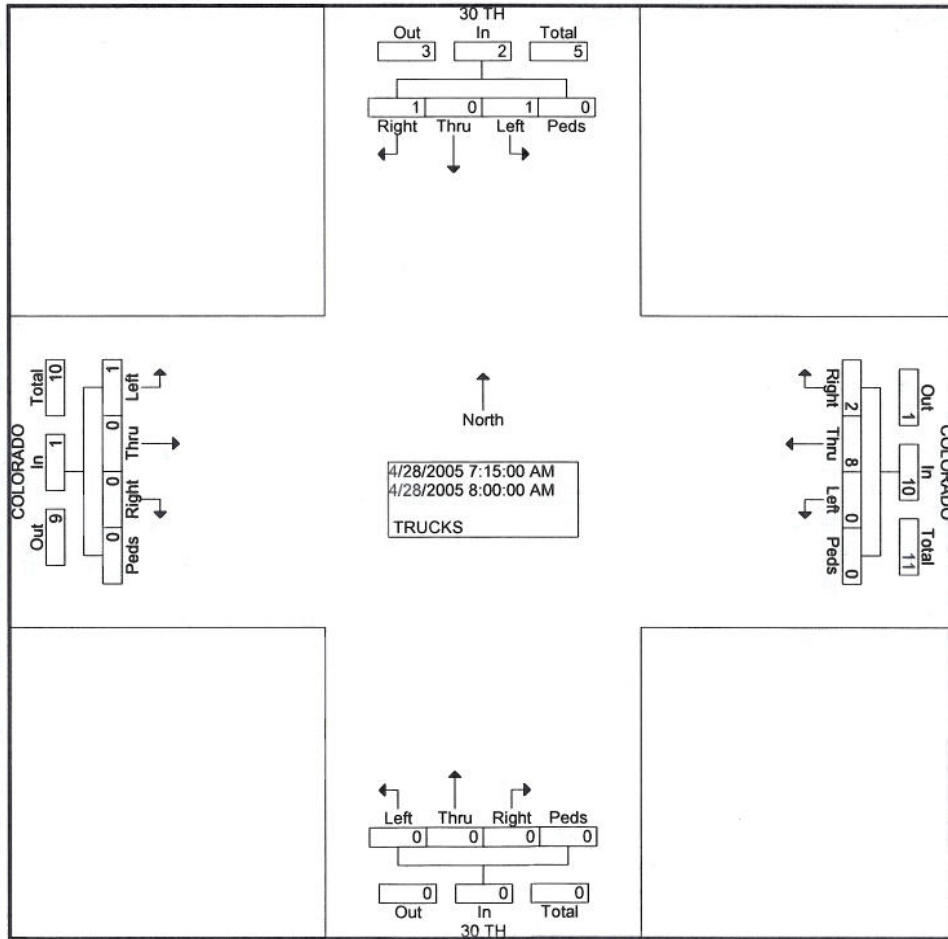 30 TH
Out In Total
3 2 5
1 0 1 0
Right Thru Left Peds
COLORADO
Total In Out
10 1 9
1 0 0 0
Left Thru Right Peds
North
4/28/2005 7:15:00 AM
4/28/2005 8:00:00 AM
TRUCKS
Right Thru Left Peds
2 8 0 0
Out In Total
1 10 11
COLORADO
Left Thru Right Peds
0 0 0 0
0 0 0
Out In Total
30 TH